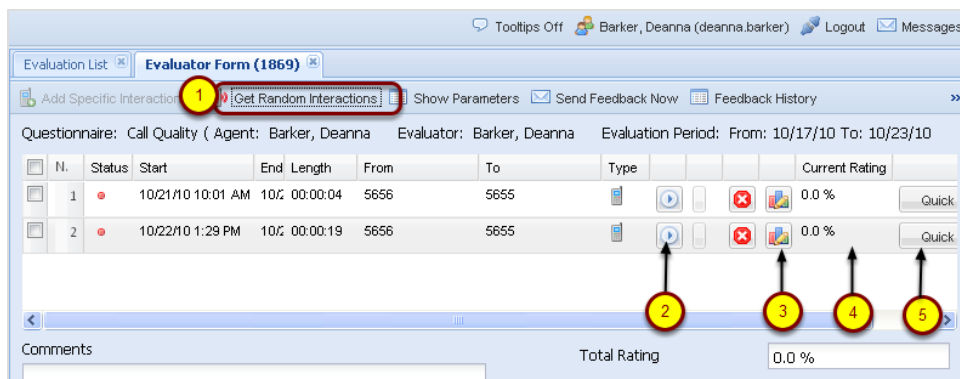 Tooltips Off Barker, Deanna (deanna.barker) Logout Messages
Evaluation List Evaluator Form (1869)
Add Specific Interaction 1 Get Random Interactions Show Parameters Send Feedback Now Feedback History »
Questionnaire: Call Quality ( Agent: Barker, Deanna Evaluator: Barker, Deanna Evaluation Period: From: 10/17/10 To: 10/23/10
N. Status Start End Length From To Type Current Rating
1 10/21/10 10:01 AM 10/2 00:00:04 5656 5655 0.0 % Quick
2 10/22/10 1:29 PM 10/2 00:00:19 5656 5655 0.0 % Quick
2 3 4 5
Comments Total Rating 0.0 %